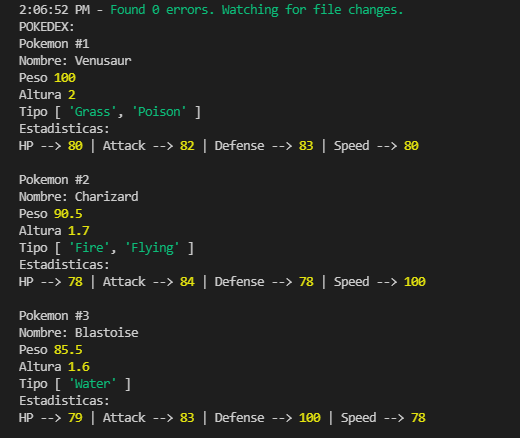 2:06:52 PM - Found 0 errors. Watching for file changes.
POKEDEX:
Pokemon #1
Nombre: Venusaur
Peso 100
Altura 2
Tipo [ 'Grass', 'Poison' ]
Estadisticas:
HP --> 80 | Attack --> 82 | Defense --> 83 | Speed --> 80

Pokemon #2
Nombre: Charizard
Peso 90.5
Altura 1.7
Tipo [ 'Fire', 'Flying' ]
Estadisticas:
HP --> 78 | Attack --> 84 | Defense --> 78 | Speed --> 100

Pokemon #3
Nombre: Blastoise
Peso 85.5
Altura 1.6
Tipo [ 'Water' ]
Estadisticas:
HP --> 79 | Attack --> 83 | Defense --> 100 | Speed --> 78